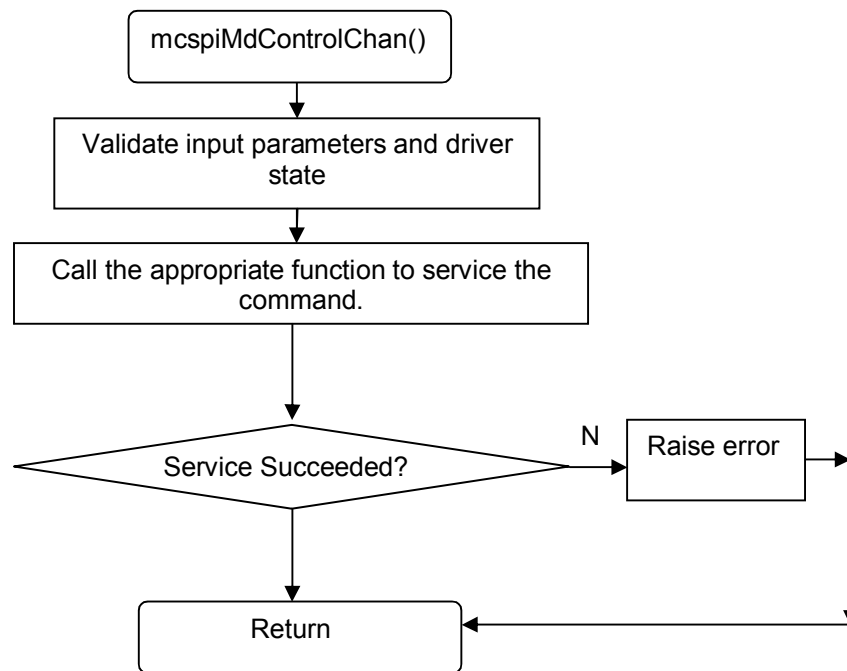 mcspiMdControlChan()
Validate input parameters and driver
state
Call the appropriate function to service the
command.
Service Succeeded?
N
Raise error
Return